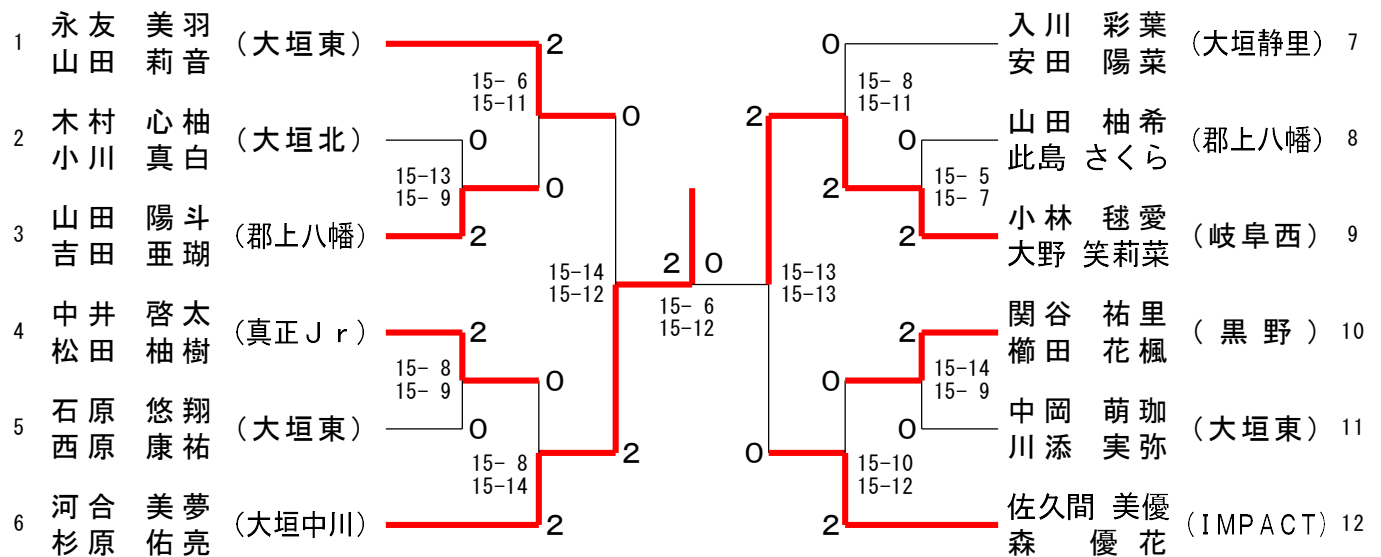 1 永友 美羽 (大垣東)
山田 莉音
2
15- 6
15-11
0
2 木村 心柚 (大垣北)
小川 真白
0
15-13
15- 9
0
3 山田 陽斗 (郡上八幡)
吉田 亜瑚
2
15-14
15-12
4 中井 啓太 (真正Jr)
松田 柚樹
2
15- 8
15- 9
0
5 石原 悠翔 (大垣東)
西原 康祐
0
15- 8
15-14
2
6 河合 美夢 (大垣中川)
杉原 佑亮
2
2 0
15- 6
15-12
0
入川 彩葉 (大垣静里) 7
安田 陽菜
15- 8
15-11
2
0
山田 柚希 (郡上八幡) 8
此島 さくら
15- 5
15- 7
2
2
小林 毬愛 (岐阜西) 9
大野 笑莉菜
15-13
15-13
2
関谷 祐里 (黒野) 10
櫛田 花楓
15-14
15- 9
0
0
中岡 萌珈 (大垣東) 11
川添 実弥
0
15-10
15-12
2
佐久間 美優 (IMPACT) 12
森 優花